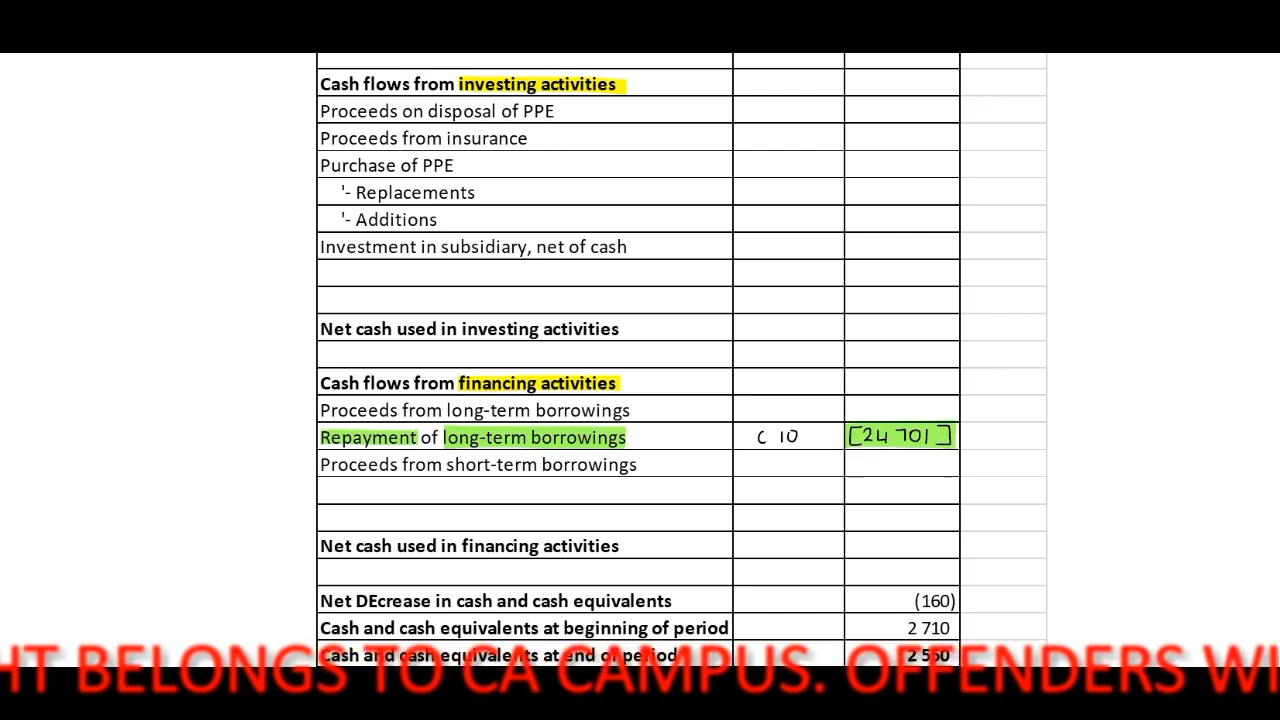 Cash flows from investing activities
Proceeds on disposal of PPE
Proceeds from insurance
Purchase of PPE
'- Replacements
'- Additions
Investment in subsidiary, net of cash
Net cash used in investing activities
Cash flows from financing activities
Proceeds from long-term borrowings
Repayment of long-term borrowings C 10 [24 701]
Proceeds from short-term borrowings
Net cash used in financing activities
Net DEcrease in cash and cash equivalents (160)
Cash and cash equivalents at beginning of period 2 710
Cash and cash equivalents at end of period 2 550
HT BELONGS TO CA CAMPUS. OFFENDERS WI